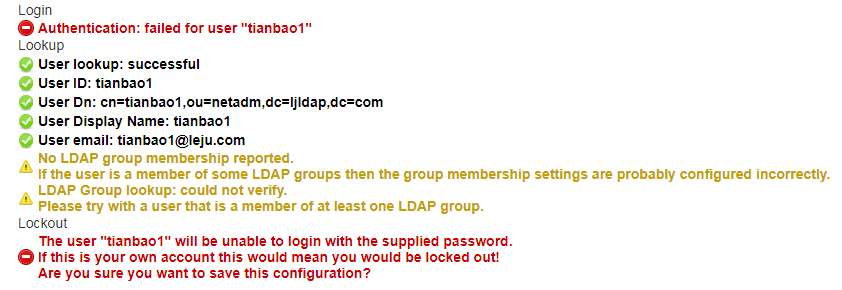 Login
Authentication: failed for user "tianbao1"
Lookup
User lookup: successful
User ID: tianbao1
User Dn: cn=tianbao1,ou=netadm,dc=ljldap,dc=com
User Display Name: tianbao1
User email: tianbao1@leju.com
No LDAP group membership reported.
If the user is a member of some LDAP groups then the group membership settings are probably configured incorrectly.
LDAP Group lookup: could not verify.
Please try with a user that is a member of at least one LDAP group.
Lockout
The user "tianbao1" will be unable to login with the supplied password.
If this is your own account this would mean you would be locked out!
Are you sure you want to save this configuration?